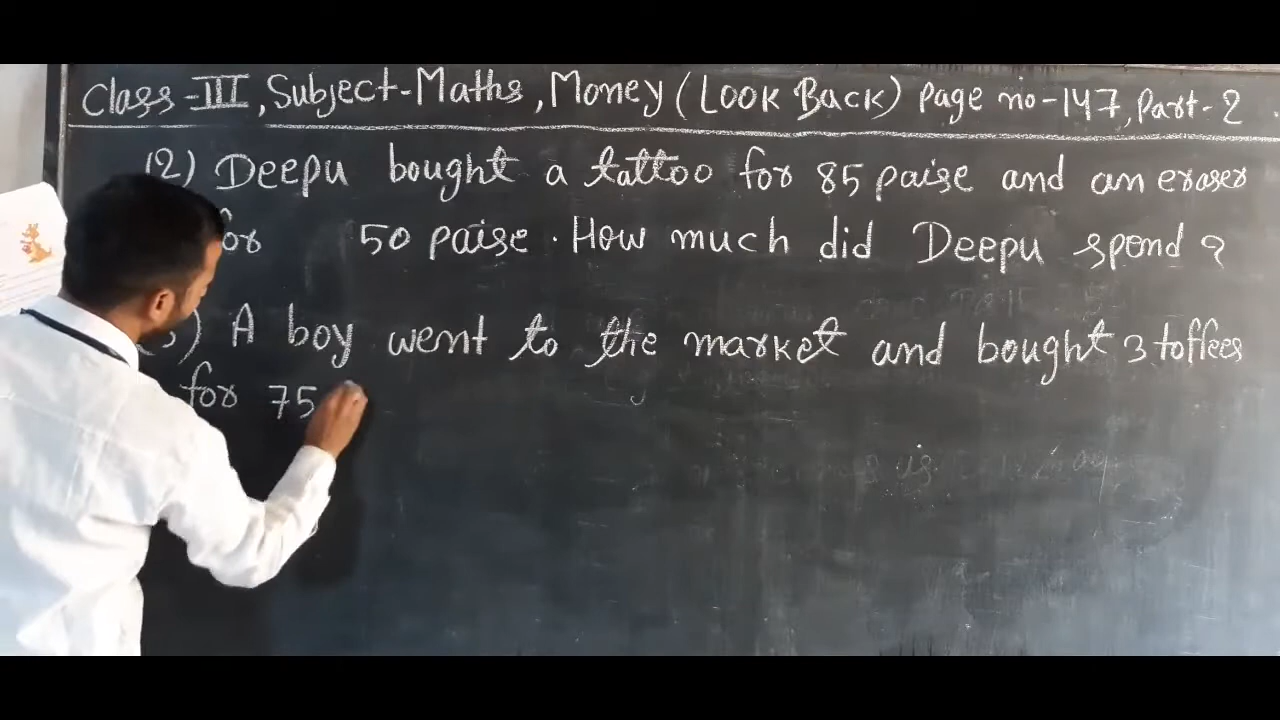 Class-III, Subject-Maths, Money (Look Back) Page no-147, Part-2
12) Deepu bought a tattoo for 85 paise and an eraser
for 50 paise. How much did Deepu spend?
) A boy went to the market and bought 3 toffees
for 75